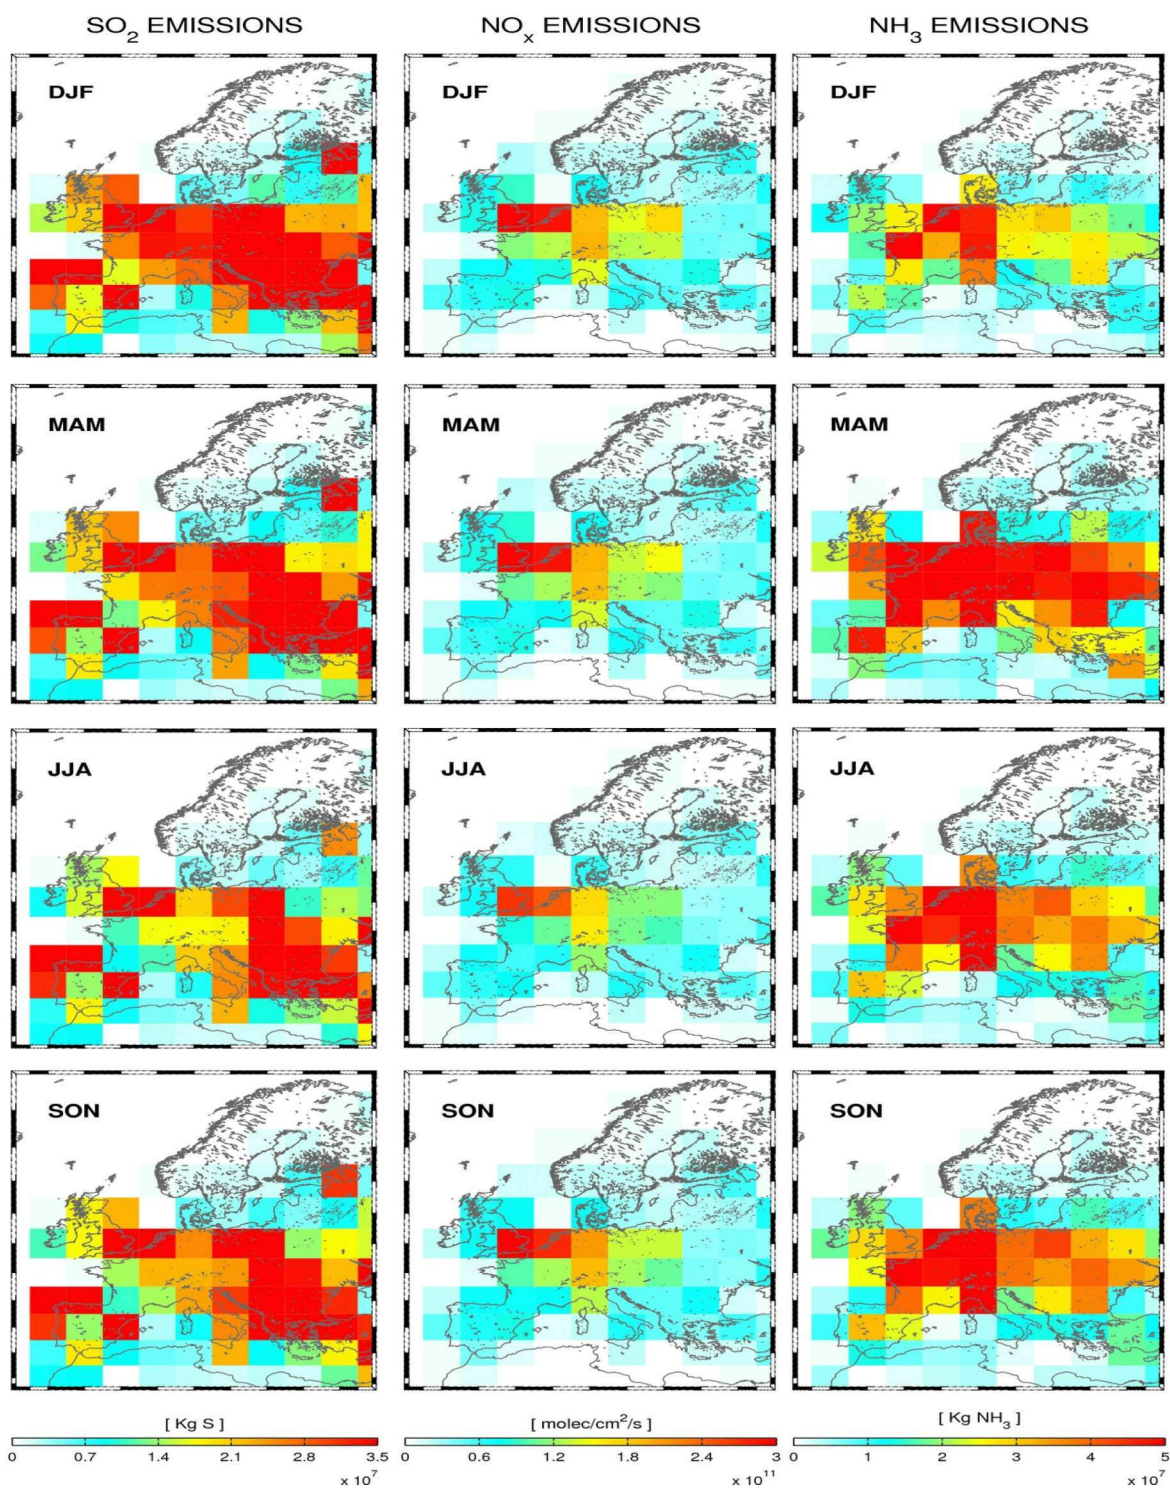 SO2 EMISSIONS NOx EMISSIONS NH3 EMISSIONS
DJF DJF DJF
MAM MAM MAM
JJA JJA JJA
SON SON SON
[ Kg S ] [ molec/cm2/s ] [ Kg NH3 ]
0 0.7 1.4 2.1 2.8 3.5 0 0.6 1.2 1.8 2.4 3 0 1 2 3 4 5
x 10^7 x 10^11 x 10^7